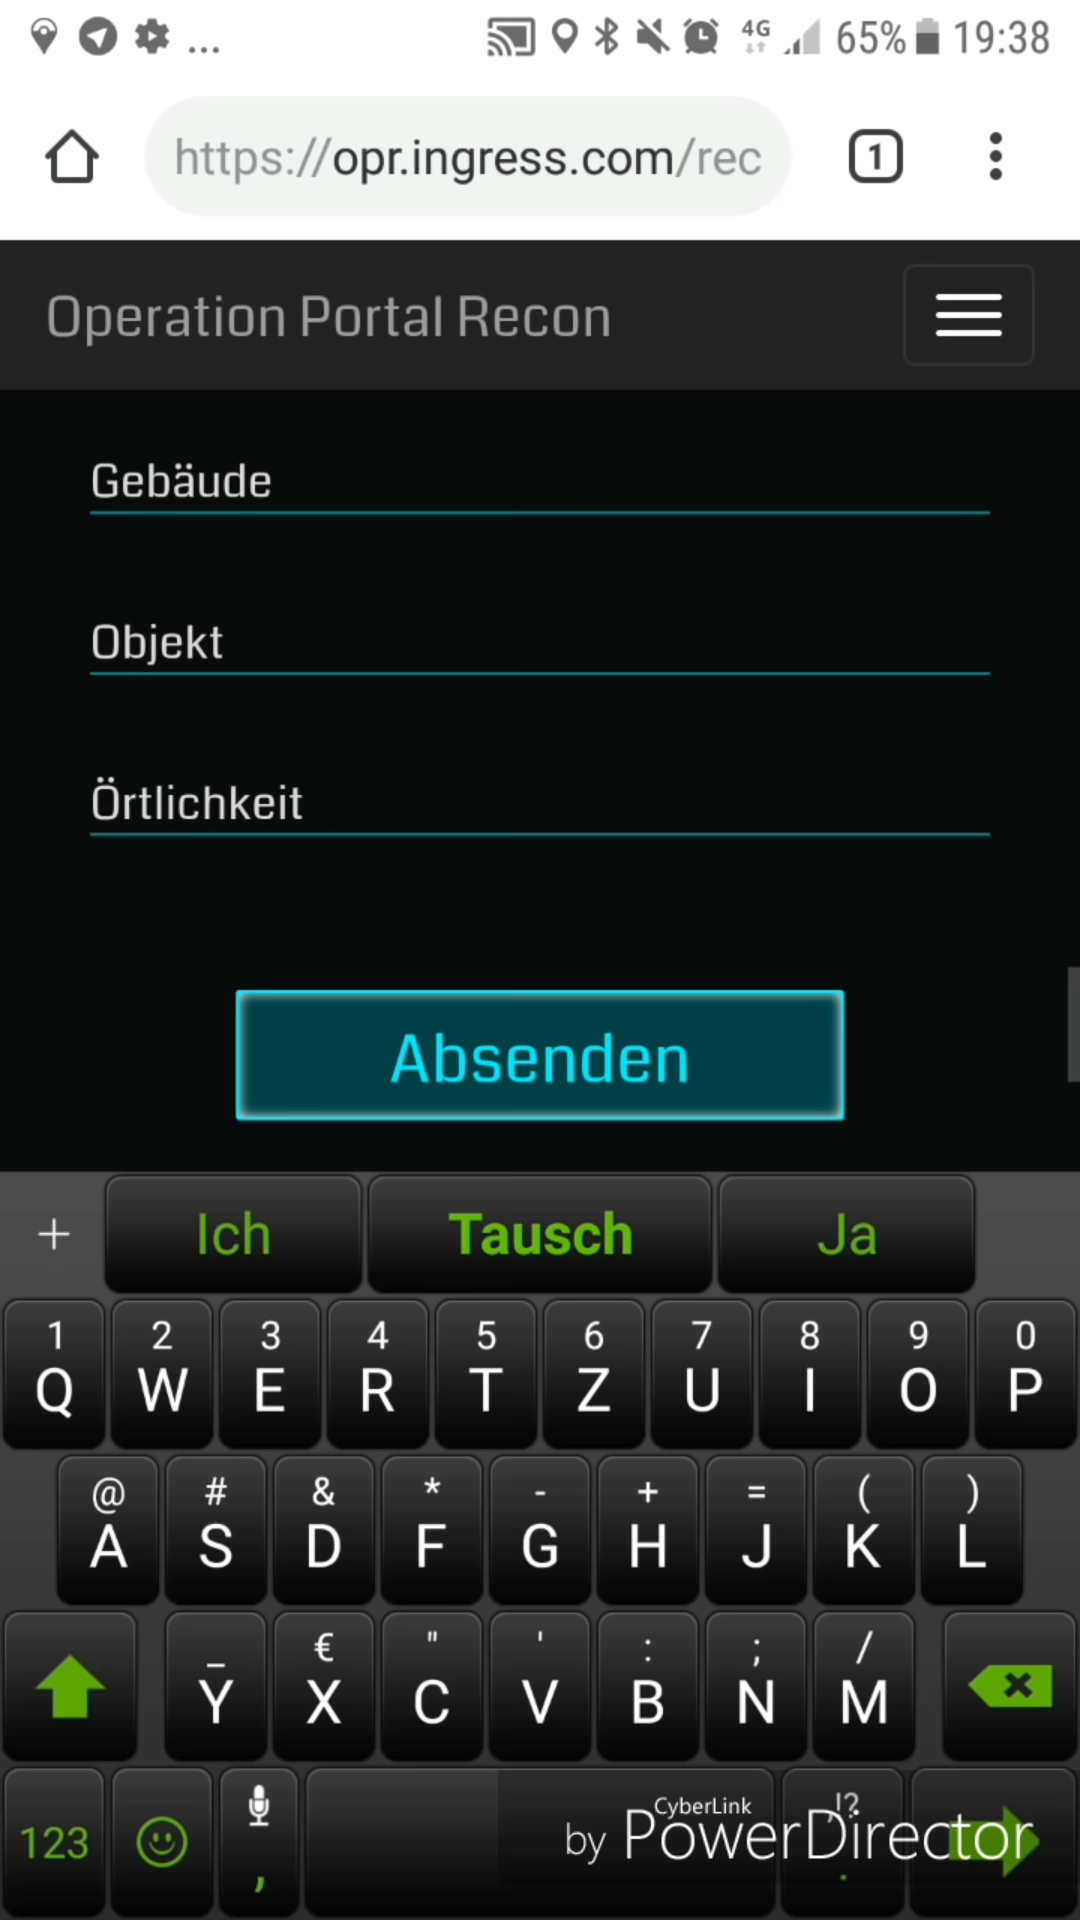 ... 4G 65% 19:38
https://opr.ingress.com/rec 1
Operation Portal Recon
Gebäude
Objekt
Örtlichkeit
Absenden
+ Ich Tausch Ja
1 2 3 4 5 6 7 8 9 0
Q W E R T Z U I O P
@ # & * - + = ( )
A S D F G H J K L
_ € " ' : ; /
Y X C V B N M
123 , !? .
CyberLink
by PowerDirector